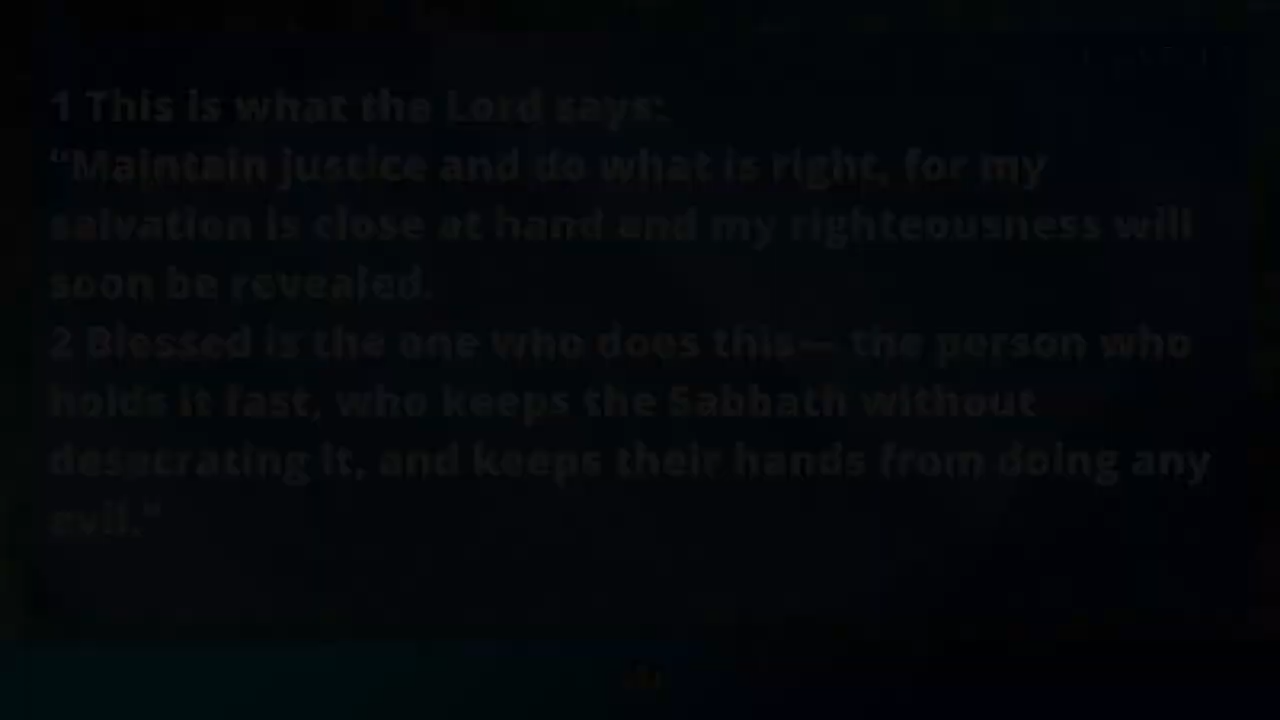 1 This is what the Lord says:
“Maintain justice and do what is right, for my
salvation is close at hand and my righteousness will
soon be revealed.
2 Blessed is the one who does this— the person who
holds it fast, who keeps the Sabbath without
desecrating it, and keeps their hands from doing any
evil.”